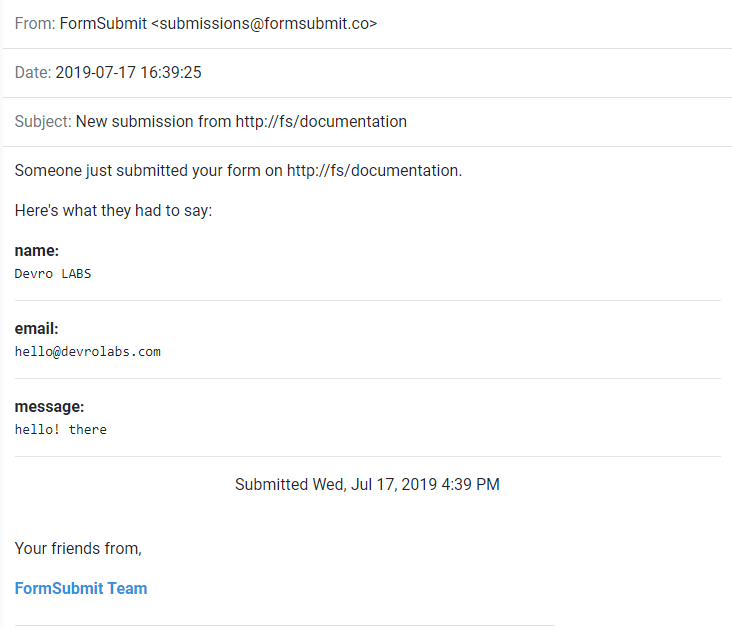 From: FormSubmit <submissions@formsubmit.co>
Date: 2019-07-17 16:39:25
Subject: New submission from http://fs/documentation
Someone just submitted your form on http://fs/documentation.
Here's what they had to say:
name:
Devro LABS
email:
hello@devrolabs.com
message:
hello! there
Submitted Wed, Jul 17, 2019 4:39 PM
Your friends from,
FormSubmit Team